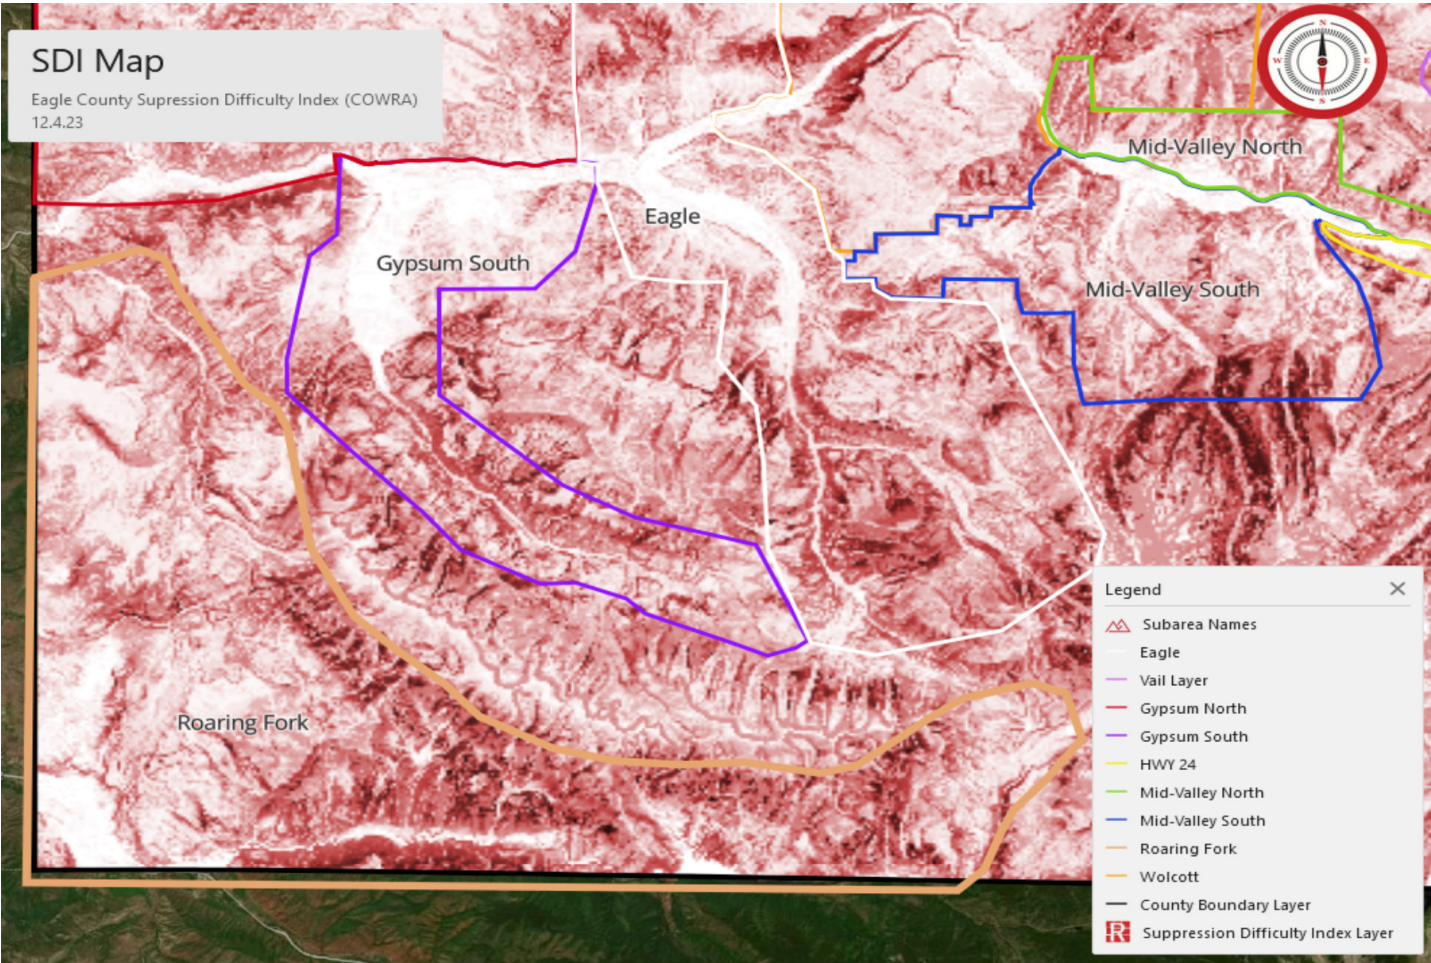 SDI Map
Eagle County Supression Difficulty Index (COWRA)
12.4.23
N
W
E
S
S
Mid-Valley North
Eagle
Gypsum South
Mid-Valley South
Roaring Fork
Legend
Subarea Names
Eagle
Vail Layer
Gypsum North
Gypsum South
HWY 24
Mid-Valley North
Mid-Valley South
Roaring Fork
Wolcott
County Boundary Layer
R
Suppression Difficulty Index Layer